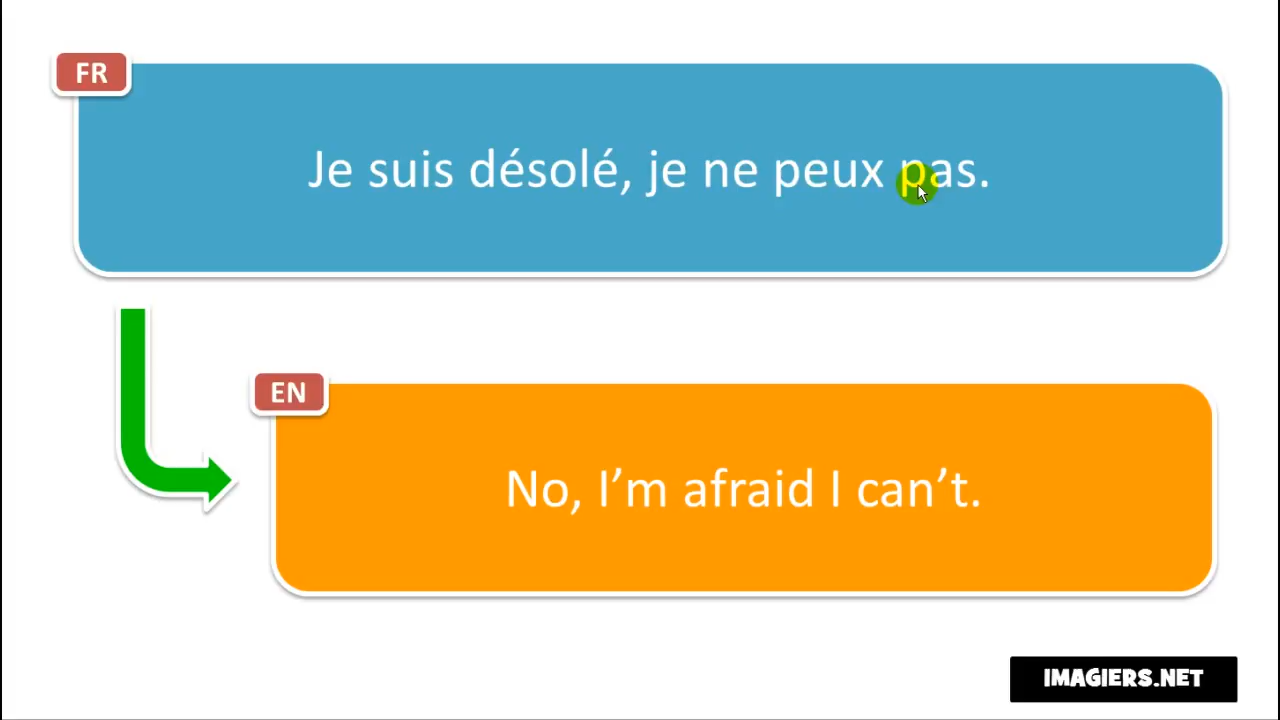 FR
Je suis désolé, je ne peux pas.
EN
No, I’m afraid I can’t.
IMAGIERS.NET